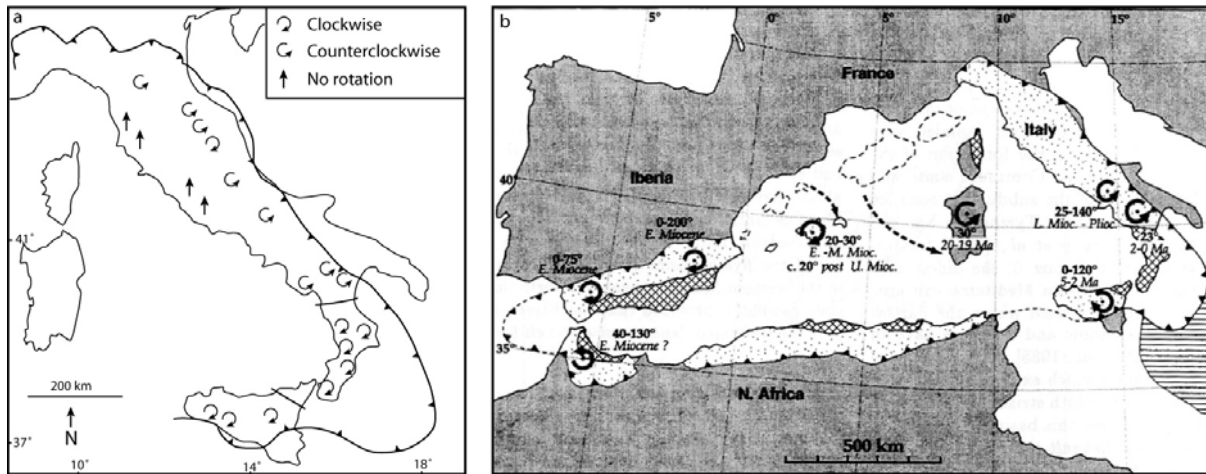 a
Clockwise
Counterclockwise
No rotation
41°
200 km
N
37°
10°
14°
18°
b
5°
0°
5°
10°
15°
France
Italy
Iberia
40°
0-200°
E. Miocene
0-75°
E. Miocene
20-30°
E. -M. Mioc.
c. 20° post U. Mioc.
30°
20-19 Ma
25-140°
L. Mioc. - Plioc.
23°
2-0 Ma
0-120°
5-2 Ma
35°
40-130°
E. Miocene ?
N. Africa
500 km